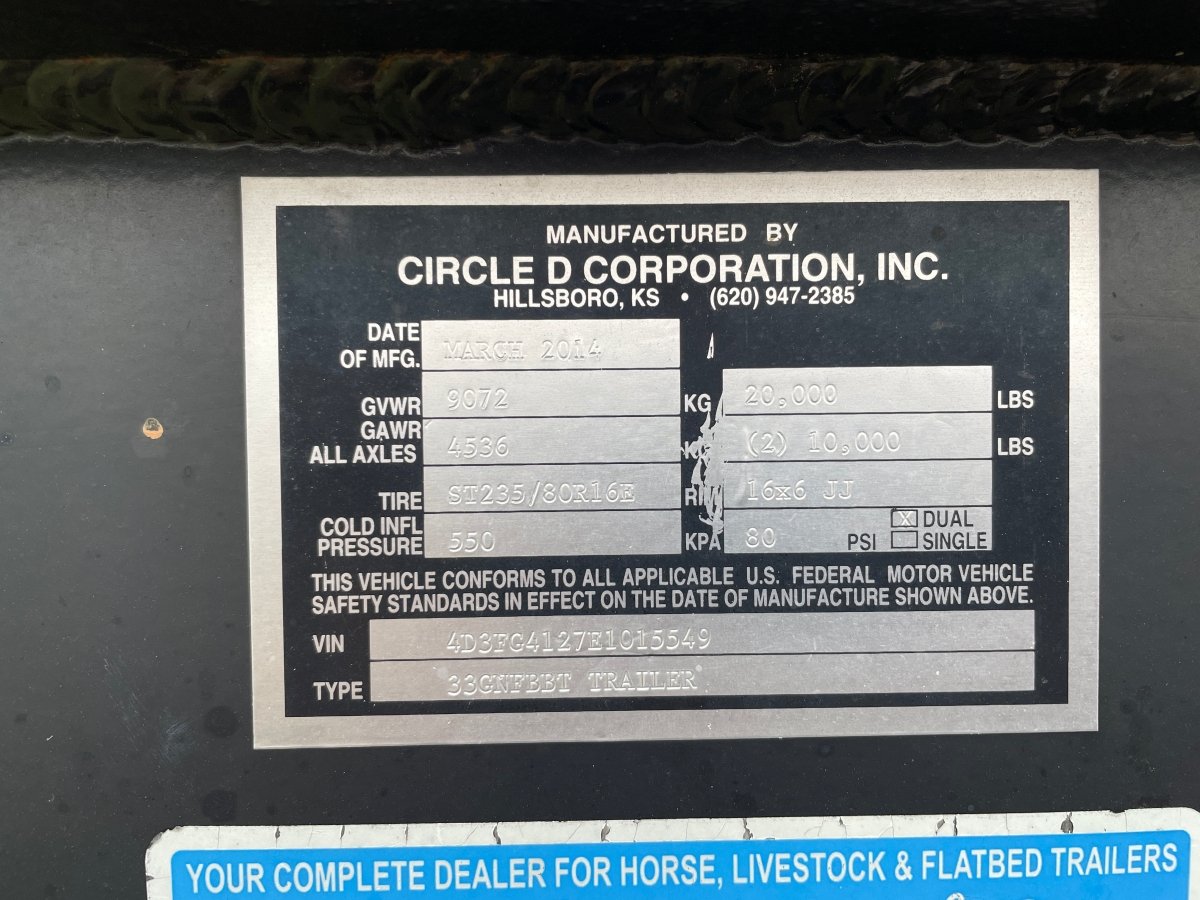 MANUFACTURED BY
CIRCLE D CORPORATION, INC.
HILLSBORO, KS • (620) 947-2385
DATE OF MFG. MARCH 2014
GVWR 9072 KG 20,000 LBS
GAWR ALL AXLES 4536 (2) 10,000 LBS
TIRE ST235/80R16E 16x6 JJ
COLD INFL PRESSURE 550 KPA 80 PSI X DUAL SINGLE
THIS VEHICLE CONFORMS TO ALL APPLICABLE U.S. FEDERAL MOTOR VEHICLE
SAFETY STANDARDS IN EFFECT ON THE DATE OF MANUFACTURE SHOWN ABOVE.
VIN 4D3FG4127E1015549
TYPE 33GNFBBT TRAILER
YOUR COMPLETE DEALER FOR HORSE, LIVESTOCK & FLATBED TRAILERS